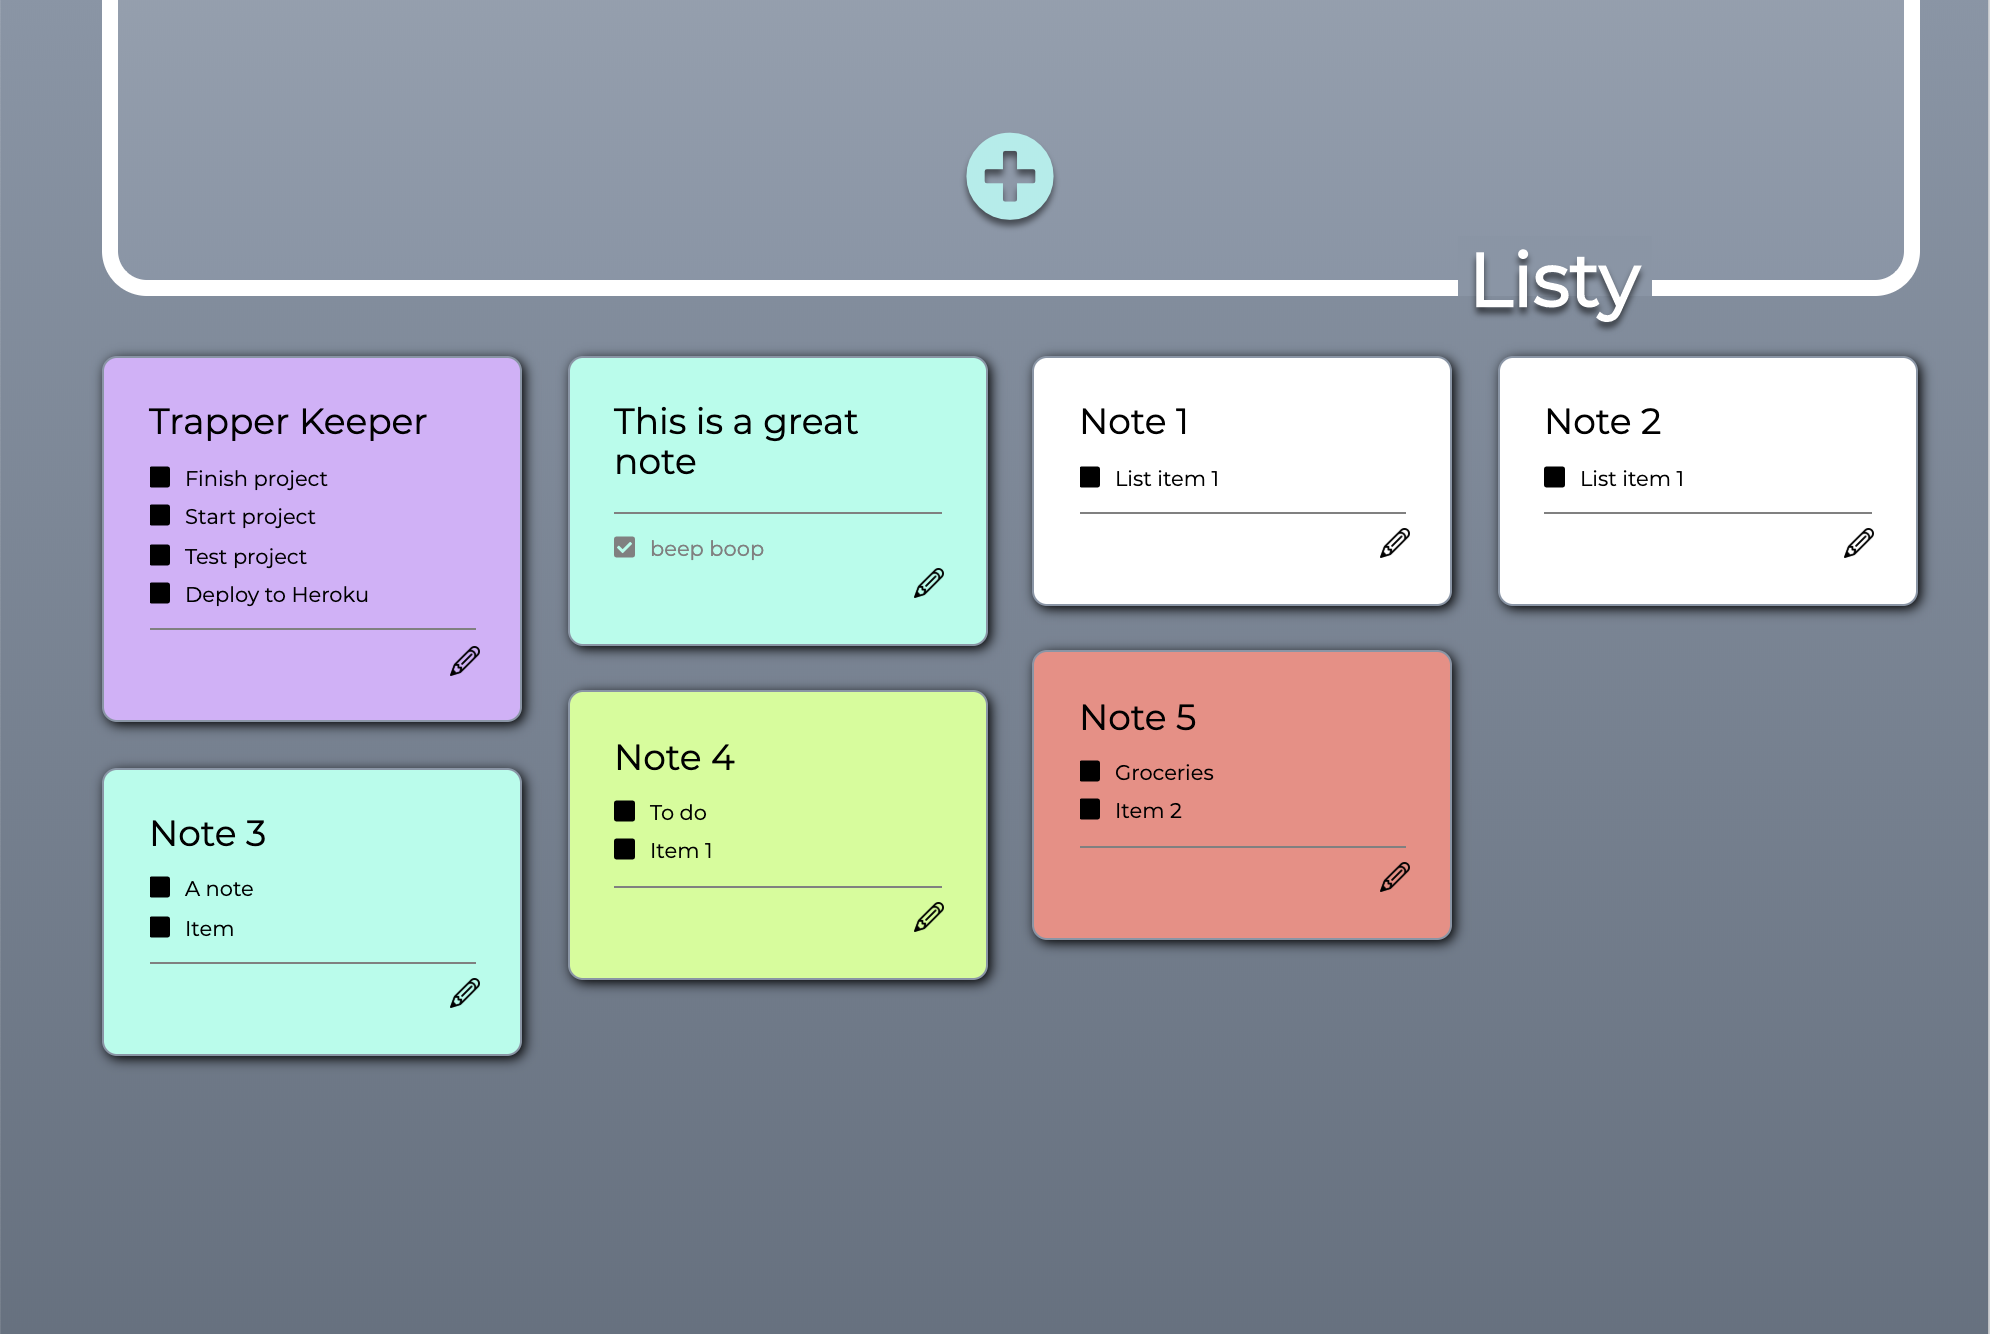 Listy
Trapper Keeper
Finish project
Start project
Test project
Deploy to Heroku
This is a great
note
beep boop
Note 1
List item 1
Note 2
List item 1
Note 3
A note
Item
Note 4
To do
Item 1
Note 5
Groceries
Item 2